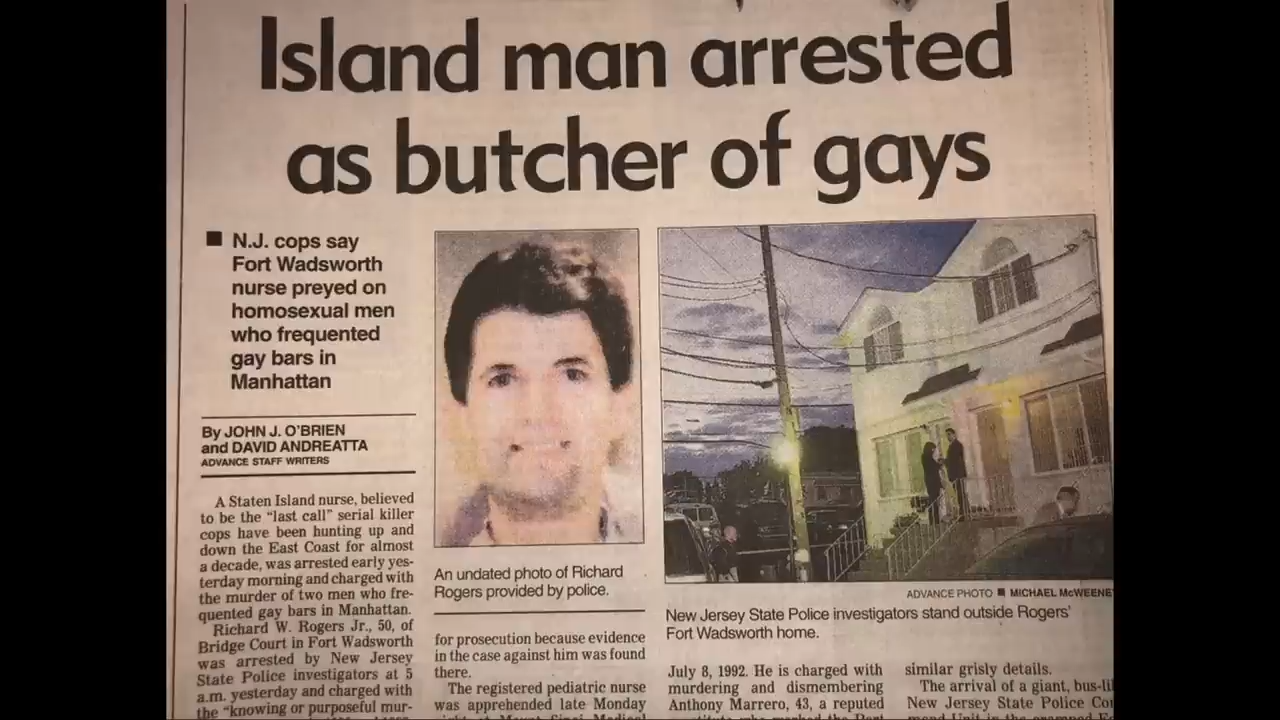 Island man arrested
as butcher of gays
■ N.J. cops say
Fort Wadsworth
nurse preyed on
homosexual men
who frequented
gay bars in
Manhattan
By JOHN J. O'BRIEN
and DAVID ANDREATTA
ADVANCE STAFF WRITERS
A Staten Island nurse, believed
to be the "last call" serial killer
cops have been hunting up and
down the East Coast for almost
a decade, was arrested early yes-
terday morning and charged with
the murder of two men who fre-
quented gay bars in Manhattan.
Richard W. Rogers Jr., 50, of
Bridge Court in Fort Wadsworth
was arrested by New Jersey
State Police investigators at 5
a.m. yesterday and charged with
the "knowing or purposeful mur-
An undated photo of Richard
Rogers provided by police.
for prosecution because evidence
in the case against him was found
there.
The registered pediatric nurse
was apprehended late Monday
ADVANCE PHOTO ■ MICHAEL McWEENE
New Jersey State Police investigators stand outside Rogers'
Fort Wadsworth home.
July 8, 1992. He is charged with
murdering and dismembering
Anthony Marrero, 43, a reputed
similar grisly details.
The arrival of a giant, bus-li
New Jersey State Police Co